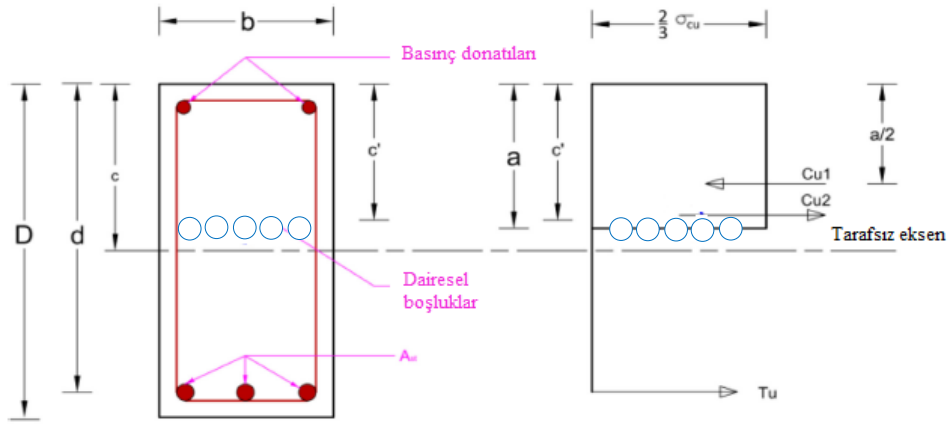 b
Basınç donatıları
D
d
c
c'
Dairesel
boşluklar
A
2/3 σcu
a
c'
a/2
Cu1
Cu2
Tarafsız eksen
Tu